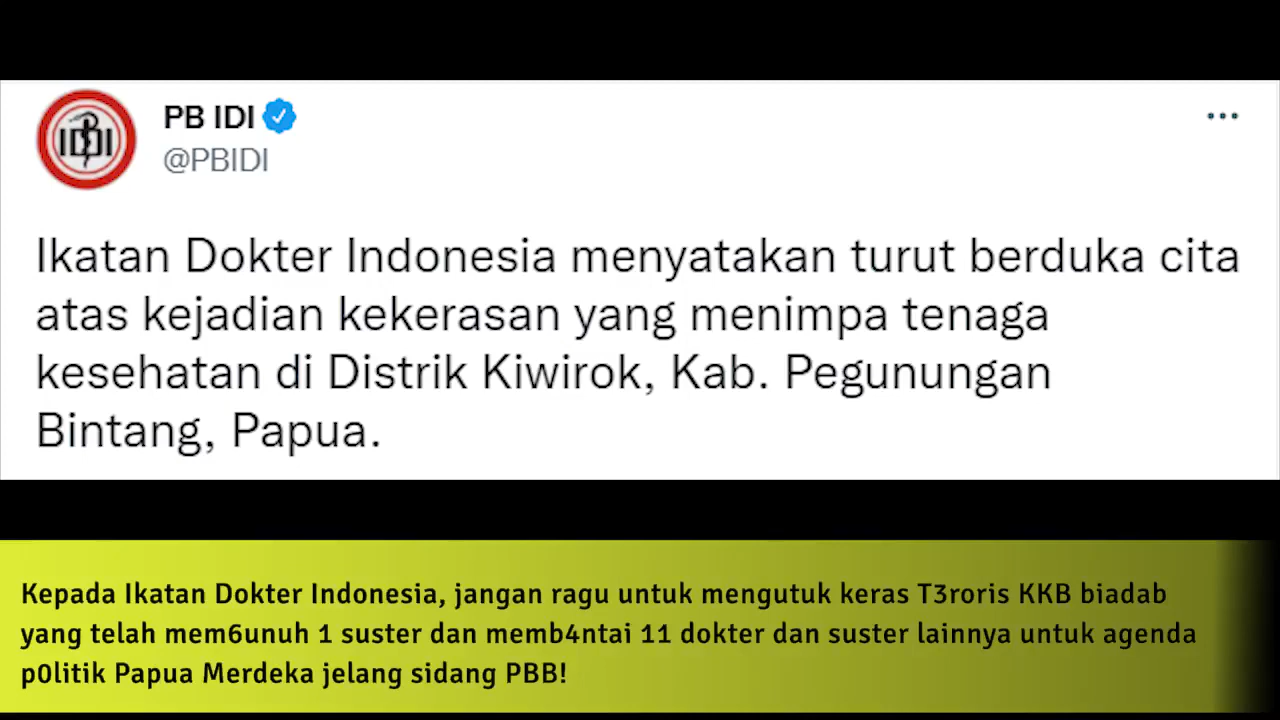 IDI
PB IDI
@PBIDI
Ikatan Dokter Indonesia menyatakan turut berduka cita
atas kejadian kekerasan yang menimpa tenaga
kesehatan di Distrik Kiwirok, Kab. Pegunungan
Bintang, Papua.
Kepada Ikatan Dokter Indonesia, jangan ragu untuk mengutuk keras T3roris KKB biadab
yang telah mem6unuh 1 suster dan memb4ntai 11 dokter dan suster lainnya untuk agenda
p0litik Papua Merdeka jelang sidang PBB!